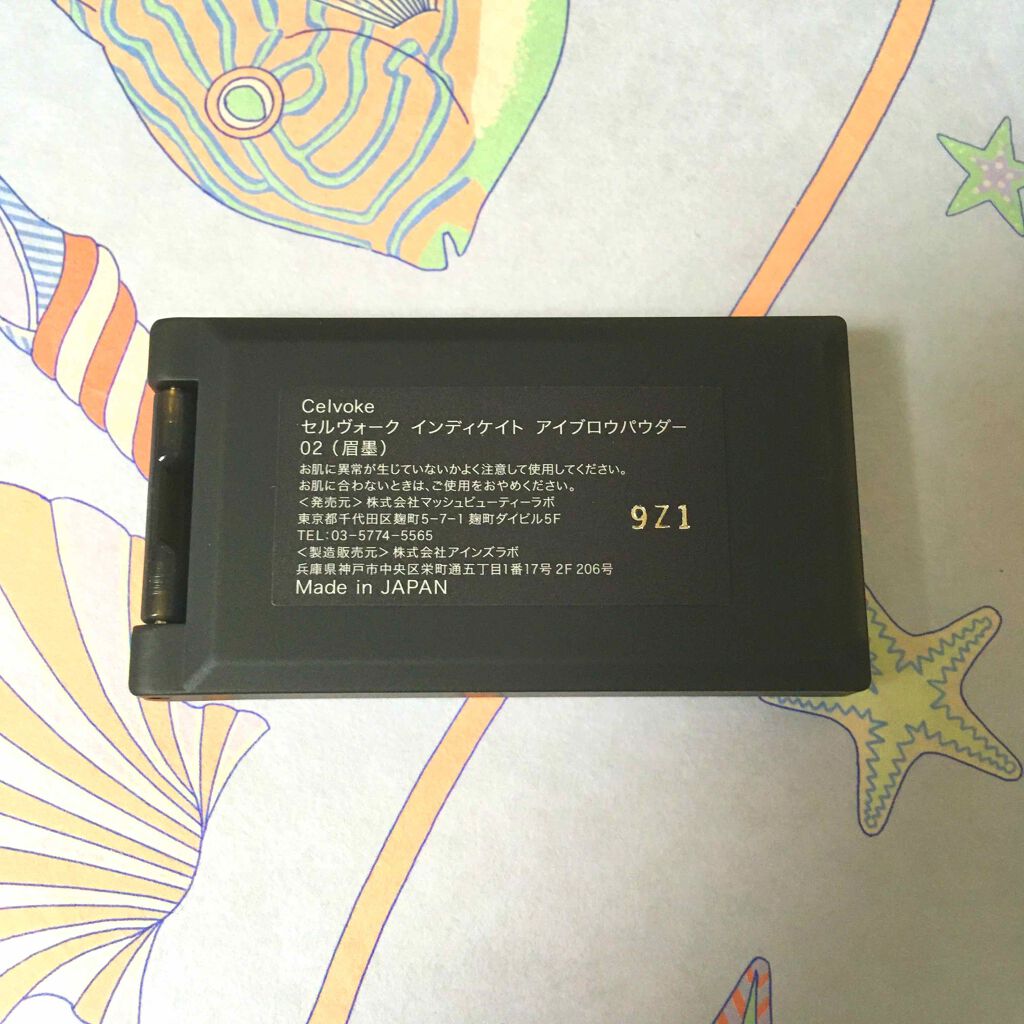 Celvoke
セルヴォーク インディケイト アイブロウパウダー
02（眉墨）
お肌に異常が生じていないかよく注意して使用してください。
お肌に合わないときは、ご使用をおやめください。
＜発売元＞株式会社マッシュビューティーラボ
東京都千代田区麹町5-7-1 麹町ダイビル5F
TEL：03-5774-5565
＜製造販売元＞株式会社アインズラボ
兵庫県神戸市中央区栄町通五丁目1番17号 2F 206号
Made in JAPAN
9Z1